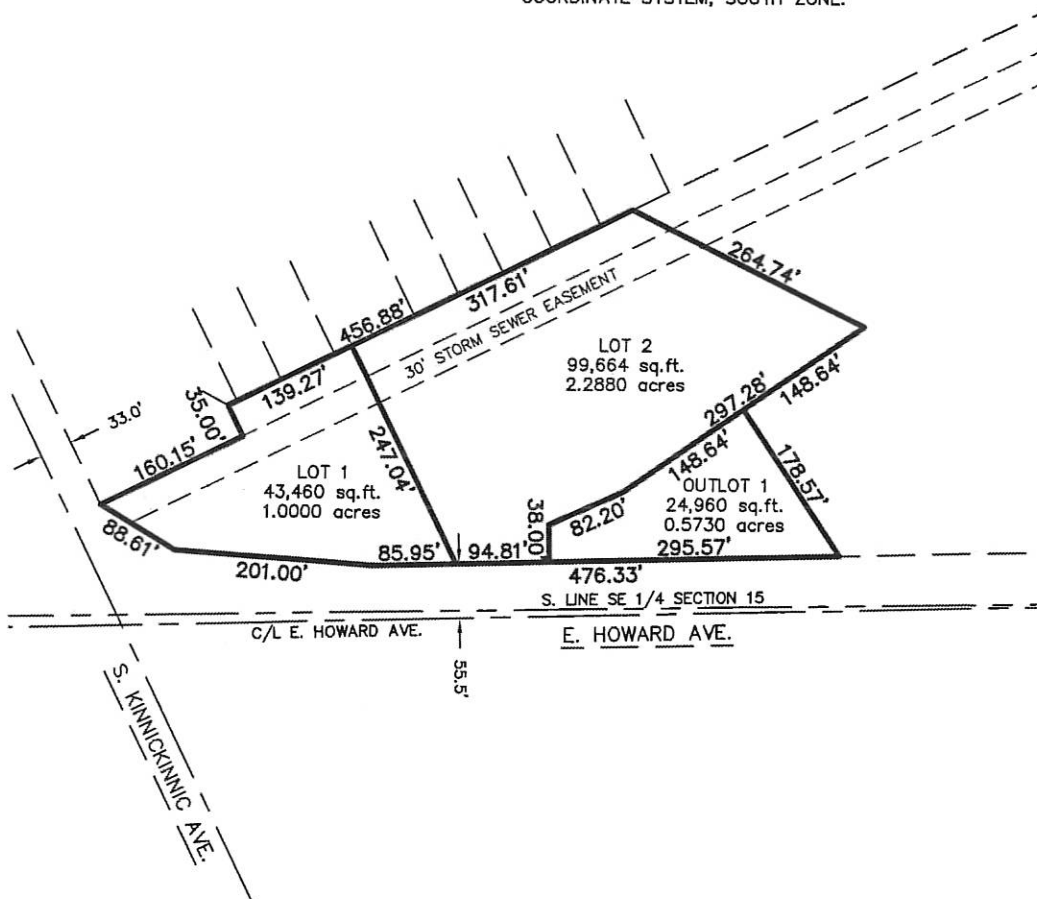 COORDINATE SYSTEM, SOUTH ZONE.
264.74'
456.88'
317.61'
30' STORM SEWER EASEMENT
LOT 2
99,664 sq.ft.
2.2880 acres
139.27'
35.00'
33.0'
160.15'
297.28'
148.64'
148.64'
247.04'
LOT 1
43,460 sq.ft.
1.0000 acres
178.57'
OUTLOT 1
24,960 sq.ft.
0.5730 acres
88.61'
82.20'
38.00'
201.00'
85.95'
94.81'
295.57'
476.33'
S. LINE SE 1/4 SECTION 15
C/L E. HOWARD AVE.
E. HOWARD AVE.
55.5'
S. KINNICKINNIC AVE.